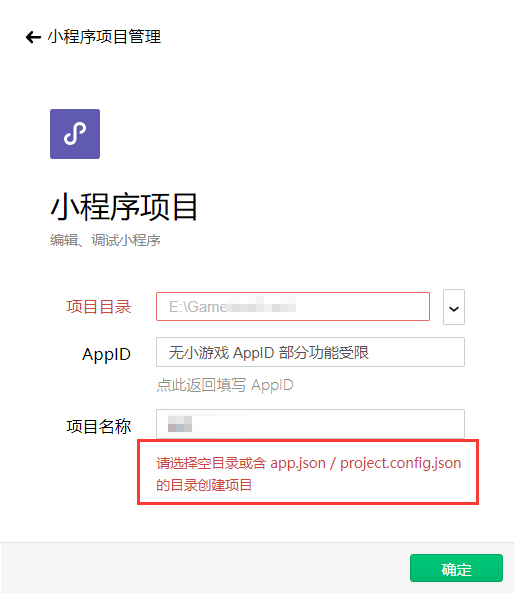 小程序项目管理
小程序项目
编辑、调试小程序
项目目录 E:\Game
AppID 无小游戏 AppID 部分功能受限
点此返回填写 AppID
项目名称
请选择空目录或含 app.json / project.config.json
的目录创建项目
确定